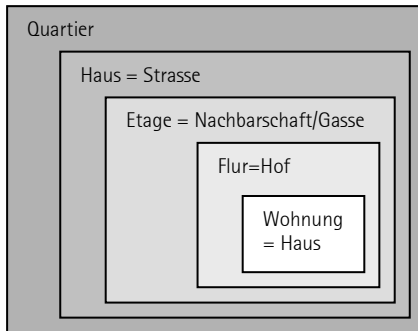 Quartier
Haus = Strasse
Etage = Nachbarschaft/Gasse
Flur=Hof
Wohnung
= Haus